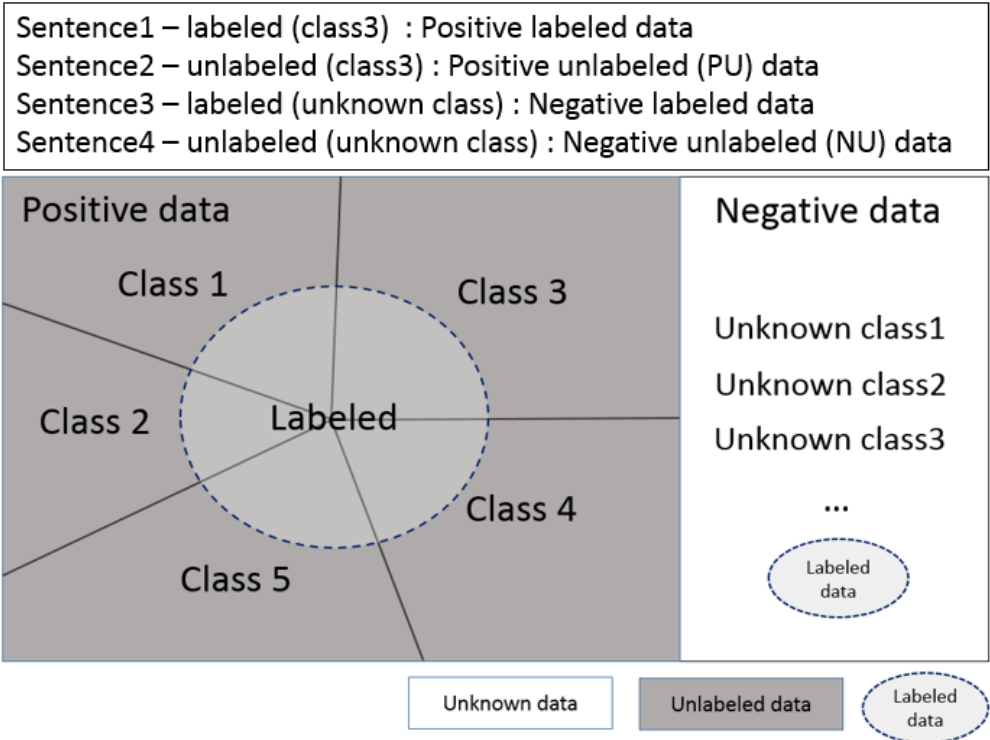 Sentence1 – labeled (class3) : Positive labeled data
Sentence2 – unlabeled (class3) : Positive unlabeled (PU) data
Sentence3 – labeled (unknown class) : Negative labeled data
Sentence4 – unlabeled (unknown class) : Negative unlabeled (NU) data
Positive data
Class 1
Class 3
Class 2
Labeled
Class 4
Class 5
Negative data
Unknown class1
Unknown class2
Unknown class3
...
Labeled
data
Unknown data
Unlabeled data
Labeled
data